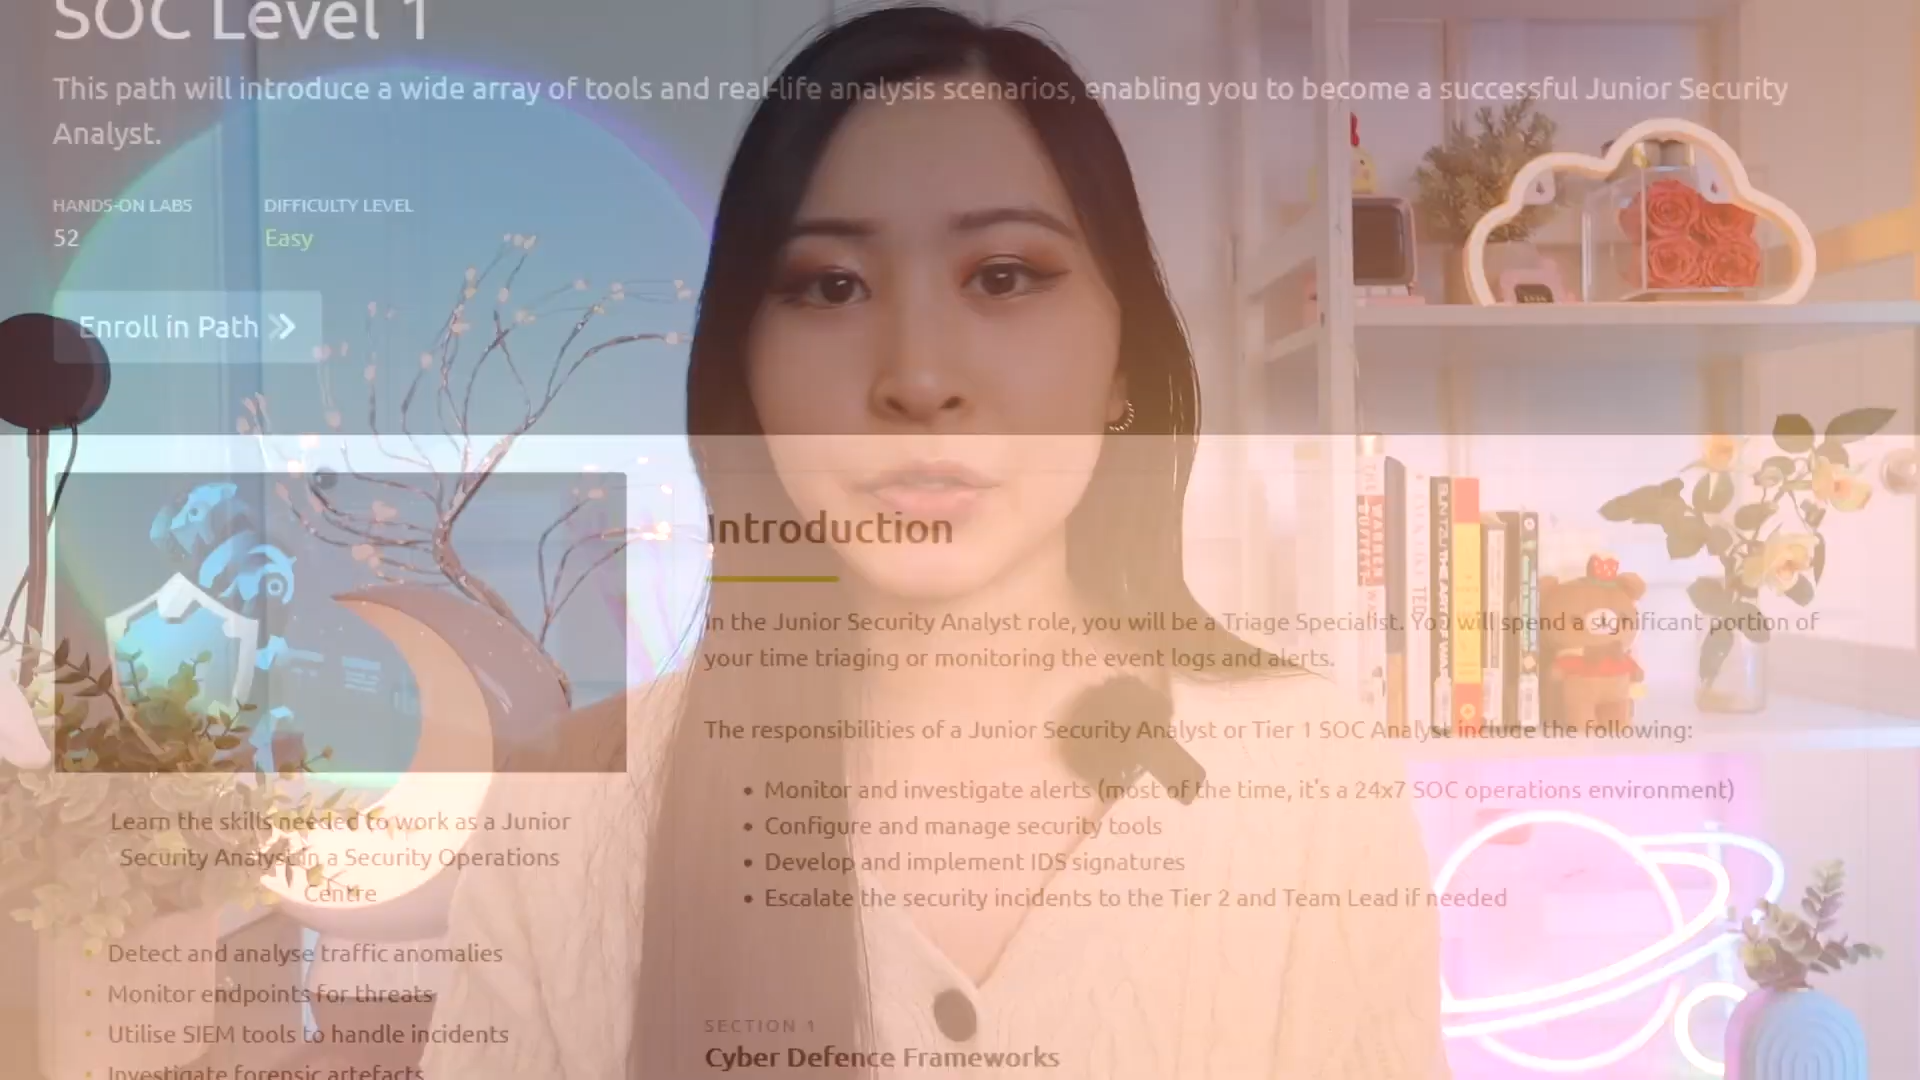 SOC Level 1
This path will introduce a wide array of tools and real-life analysis scenarios, enabling you to become a successful Junior Security
Analyst.
HANDS-ON LABS
52
DIFFICULTY LEVEL
Easy
Enroll in Path
Learn the skills needed to work as a Junior
Security Analyst in a Security Operations
Centre
Detect and analyse traffic anomalies
Monitor endpoints for threats
Utilise SIEM tools to handle incidents
Investigate forensic artefacts
Introduction
In the Junior Security Analyst role, you will be a Triage Specialist. You will spend a significant portion of
your time triaging or monitoring the event logs and alerts.
The responsibilities of a Junior Security Analyst or Tier 1 SOC Analyst include the following:
Monitor and investigate alerts (most of the time, it's a 24x7 SOC operations environment)
Configure and manage security tools
Develop and implement IDS signatures
Escalate the security incidents to the Tier 2 and Team Lead if needed
SECTION 1
Cyber Defence Frameworks
SUN TZU THE ART OF WAR